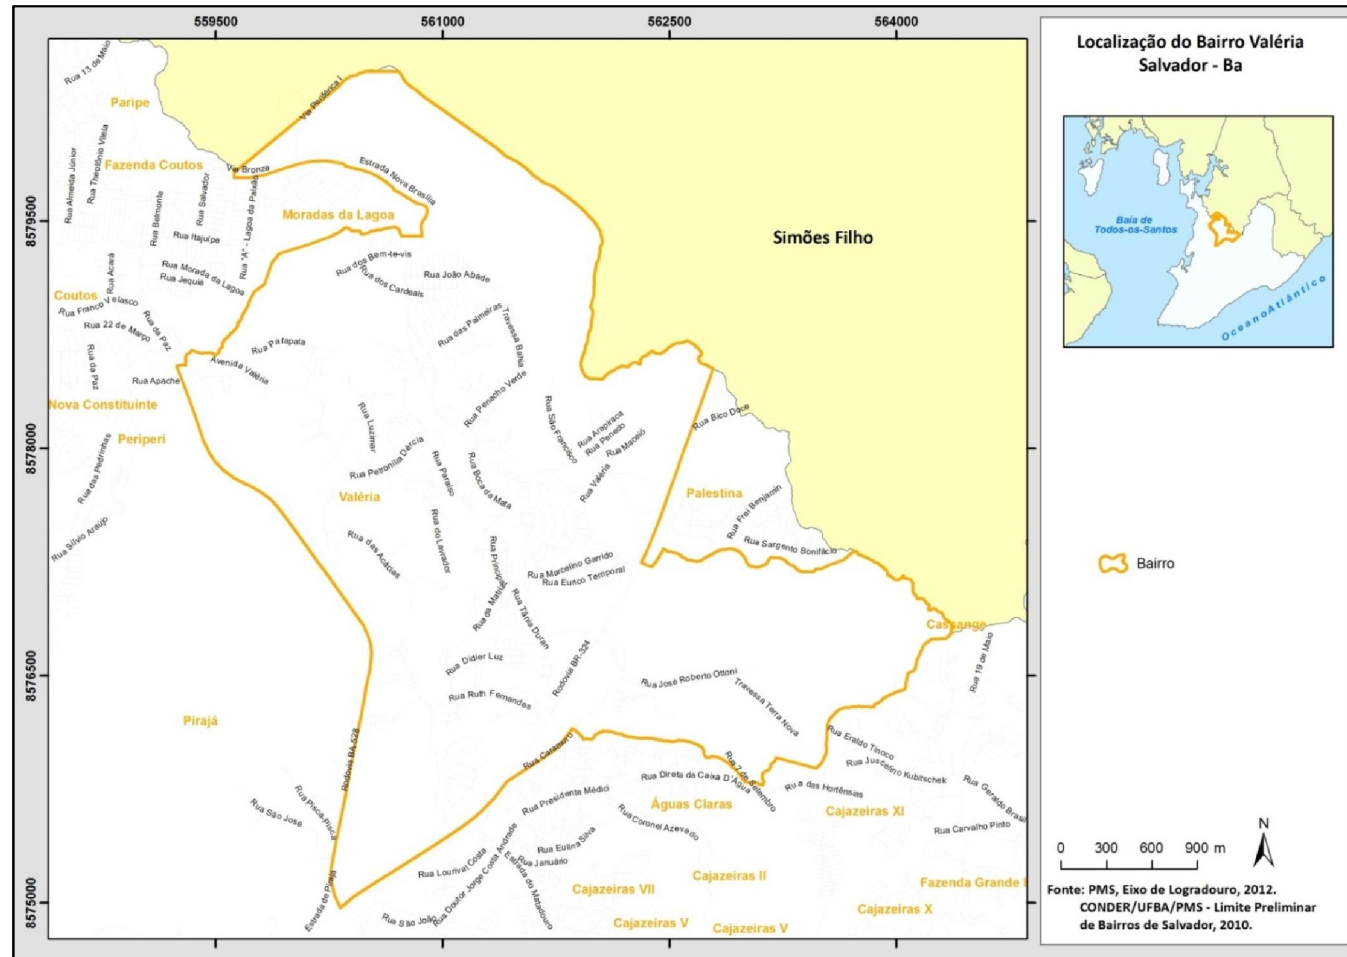 559500
561000
562500
564000
8579500
8578000
8576500
8575000
Localização do Bairro Valéria
Salvador - Ba
Baía de
Todos-os-Santos
Oceano Atlântico
Bairro
N
0 300 600 900 m
Fonte: PMS, Eixo de Logradouro, 2012.
CONDER/UFBA/PMS - Limite Preliminar
de Bairros de Salvador, 2010.
Simões Filho
Rua 13 de Maio
Paripe
Via Periférica I
Rua Almeida Júnior
Rua Theotônio Vilela
Fazenda Coutos
Via Bronza
Estrada Nova Brasília
Rua Belmonte
Rua Salvador
Rua "A" - Lagoa da Paixão
Moradas da Lagoa
Rua Itajuípe
Rua Acará
Rua Morada da Lagoa
Rua Jequié
Rua dos Bem-te-vis
Rua dos Cardeais
Rua João Abade
Coutos
Rua Franco Velasco
Rua 22 de Março
Rua da Paz
Rua da Paz
Rua das Palmeiras
Travessa Bahia
Avenida Valéria
Rua Patapata
Rua Apache
Nova Constituinte
Periperi
Rua Penacho Verde
Rua Luzimar
Rua São Francisco
Rua Arapiraca
Rua Penedo
Rua Maceió
Rua Bico Doce
Rua das Pedrinhas
Rua Petronília Dércia
Rua Paraíso
Rua Boca da Mata
Rua Valéria
Valéria
Palestina
Rua Frei Benjamin
Rua Sargento Bonifácio
Rua Sílvio Araújo
Rua das Acácias
Rua do Lavrador
Rua Principal
Rua Marcelino Garrido
Rua Eurico Temporal
Rua da Matriz
Rua Tânia Duran
Cassange
Rua 19 de Maio
Rua Didier Luz
Rodovia BR-324
Rua José Roberto Ottoni
Travessa Terra Nova
Rua Ruth Fernandes
Pirajá
Rodovia BA-528
Rua Carameiro
Rua Eraldo Tinoco
Rua Juscelino Kubitschek
Rua 7 de Setembro
Rua Direta da Caixa D'Água
Rua das Hortênsias
Rua Geraldo Brasil
Rua Pisca-Pisca
Rua São José
Rua Presidente Médici
Águas Claras
Cajazeiras XI
Rua Coronel Azevedo
Rua Carvalho Pinto
Rua Eulina Silva
Rua Januário
Rua Lourival Costa
Rua Doutor Jorge Costa Andrade
Estrada do Matadouro
Estrada de Pirajá
Rua São João
Cajazeiras VII
Cajazeiras II
Fazenda Grande I
Cajazeiras V
Cajazeiras V
Cajazeiras X